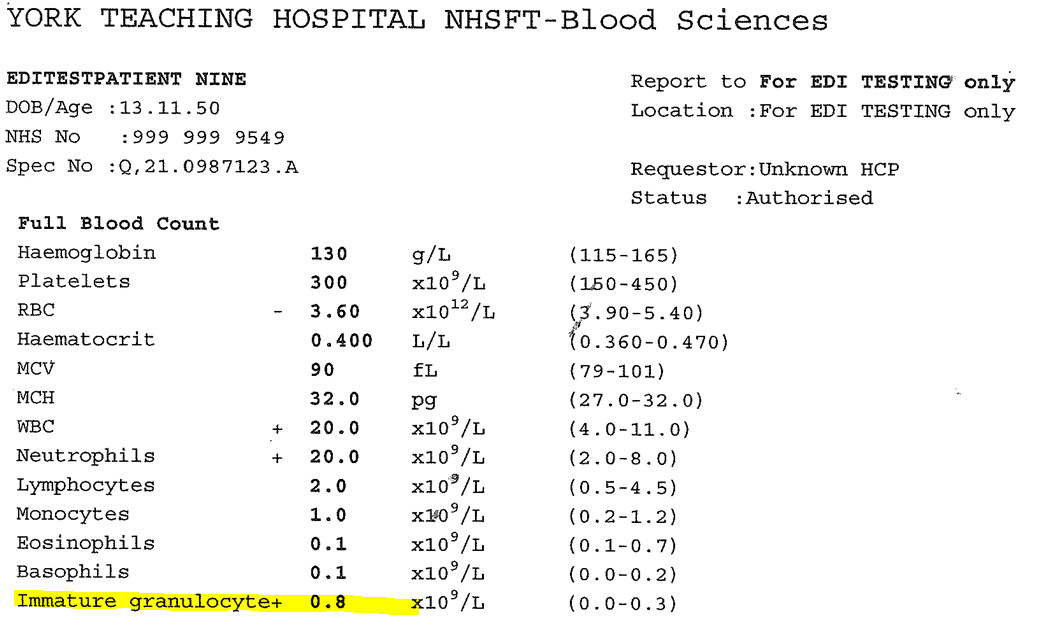 YORK TEACHING HOSPITAL NHSFT-Blood Sciences
EDITESTPATIENT NINE Report to For EDI TESTING only
DOB/Age :13.11.50 Location :For EDI TESTING only
NHS No :999 999 9549
Spec No :Q,21.0987123.A Requestor:Unknown HCP
Status :Authorised
Full Blood Count
Haemoglobin 130 g/L (115-165)
Platelets 300 x10⁹/L (150-450)
RBC - 3.60 x10¹²/L (3.90-5.40)
Haematocrit 0.400 L/L (0.360-0.470)
MCV 90 fL (79-101)
MCH 32.0 pg (27.0-32.0)
WBC + 20.0 x10⁹/L (4.0-11.0)
Neutrophils + 20.0 x10⁹/L (2.0-8.0)
Lymphocytes 2.0 x10⁹/L (0.5-4.5)
Monocytes 1.0 x10⁹/L (0.2-1.2)
Eosinophils 0.1 x10⁹/L (0.1-0.7)
Basophils 0.1 x10⁹/L (0.0-0.2)
Immature granulocyte+ 0.8 x10⁹/L (0.0-0.3)